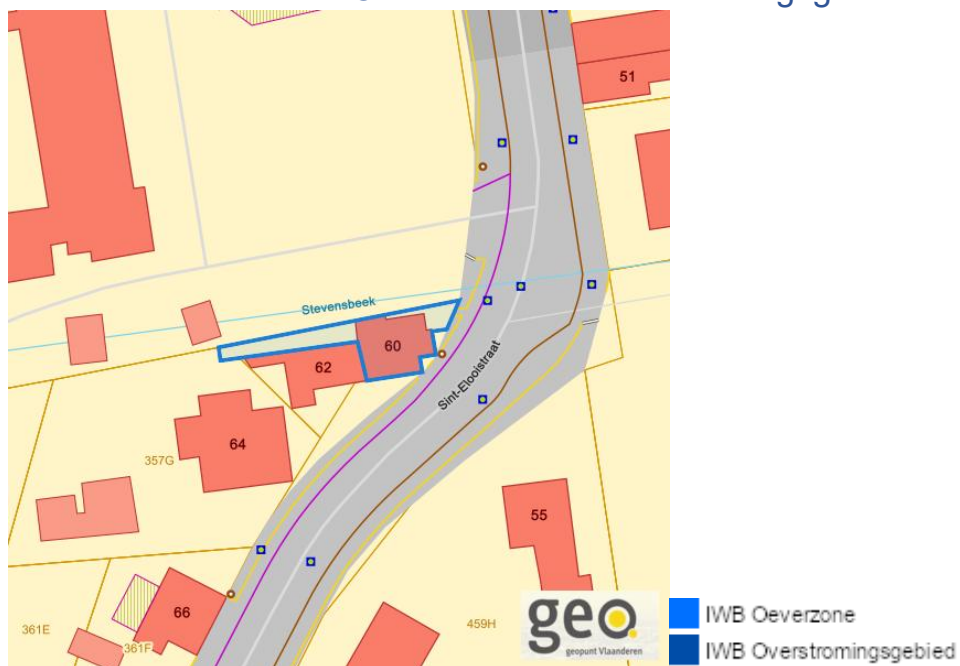 51
Stevensbeek
60
62
Sint-Elooistraat
64
357G
55
66
361E
361F
459H
geo
geopunt Vlaanderen
IWB Oeverzone
IWB Overstromingsgebied